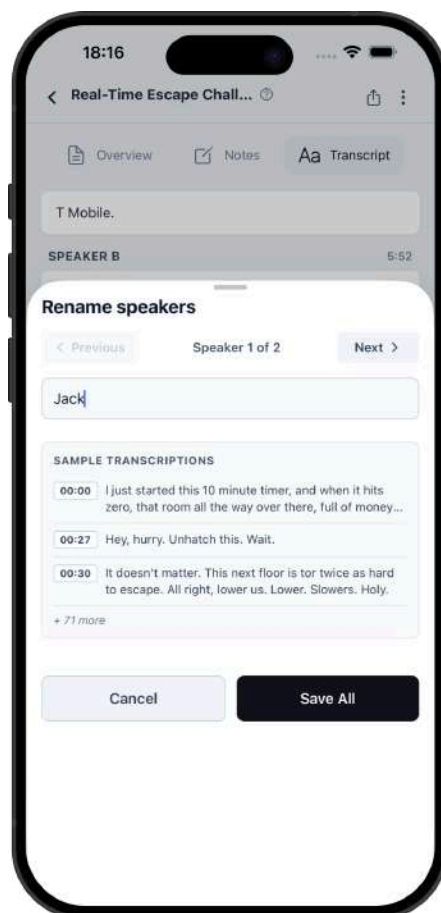 18:16
Real-Time Escape Chall...
Overview Notes Aa Transcript
T Mobile.
SPEAKER B 5:52
Rename speakers
< Previous Speaker 1 of 2 Next >
Jack
SAMPLE TRANSCRIPTIONS
00:00 I just started this 10 minute timer, and when it hits
zero, that room all the way over there, full of money...
00:27 Hey, hurry. Unhatch this. Wait.
00:30 It doesn't matter. This next floor is tor twice as hard
to escape. All right, lower us. Lower. Slowers. Holy.
+ 71 more
Cancel Save All